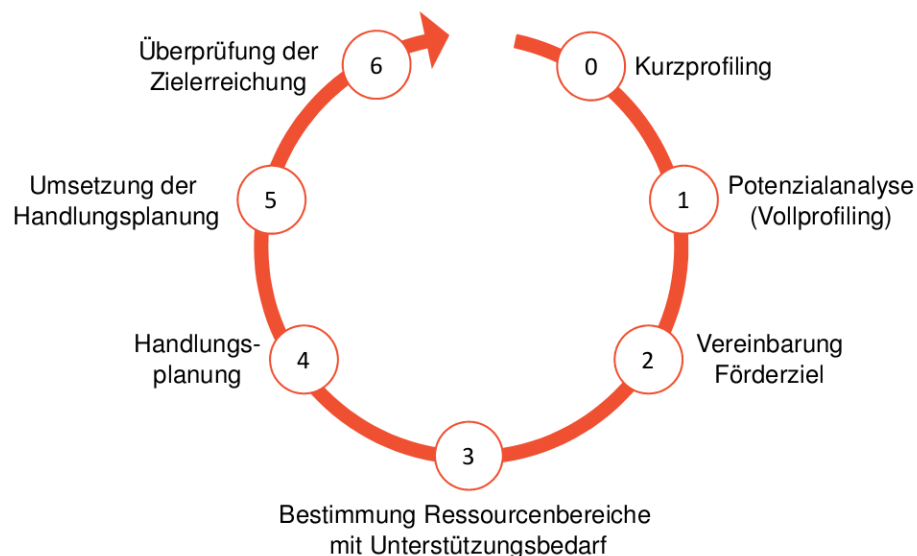 0
Kurzprofiling
1
Potenzialanalyse
(Vollprofiling)
2
Vereinbarung
Förderziel
3
Bestimmung Ressourcenbereiche
mit Unterstützungsbedarf
4
Handlungs-
planung
5
Umsetzung der
Handlungsplanung
6
Überprüfung der
Zielerreichung